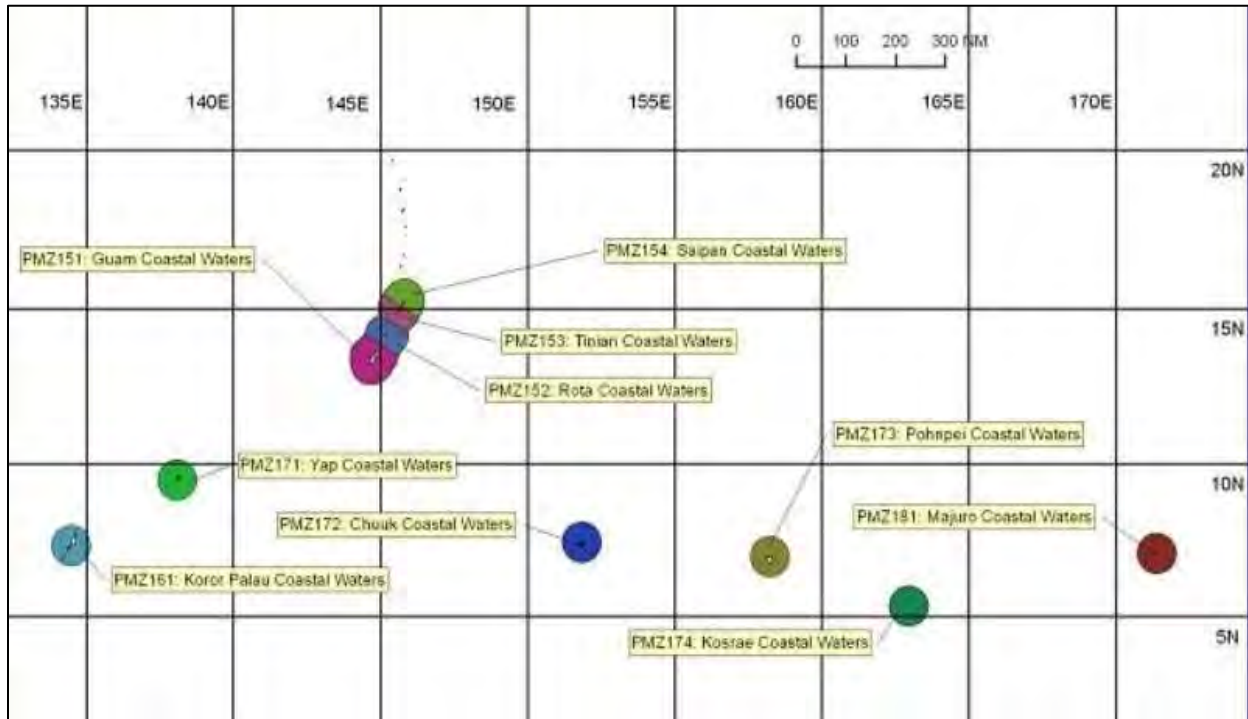 0 100 200 300 NM
135E 140E 145E 150E 155E 160E 165E 170E
20N
PMZ154: Saipan Coastal Waters
PMZ151: Guam Coastal Waters
15N
PMZ153: Tinian Coastal Waters
PMZ152: Rota Coastal Waters
PMZ173: Pohnpei Coastal Waters
PMZ171: Yap Coastal Waters
10N
PMZ181: Majuro Coastal Waters
PMZ172: Chuuk Coastal Waters
PMZ161: Koror Palau Coastal Waters
5N
PMZ174: Kosrae Coastal Waters